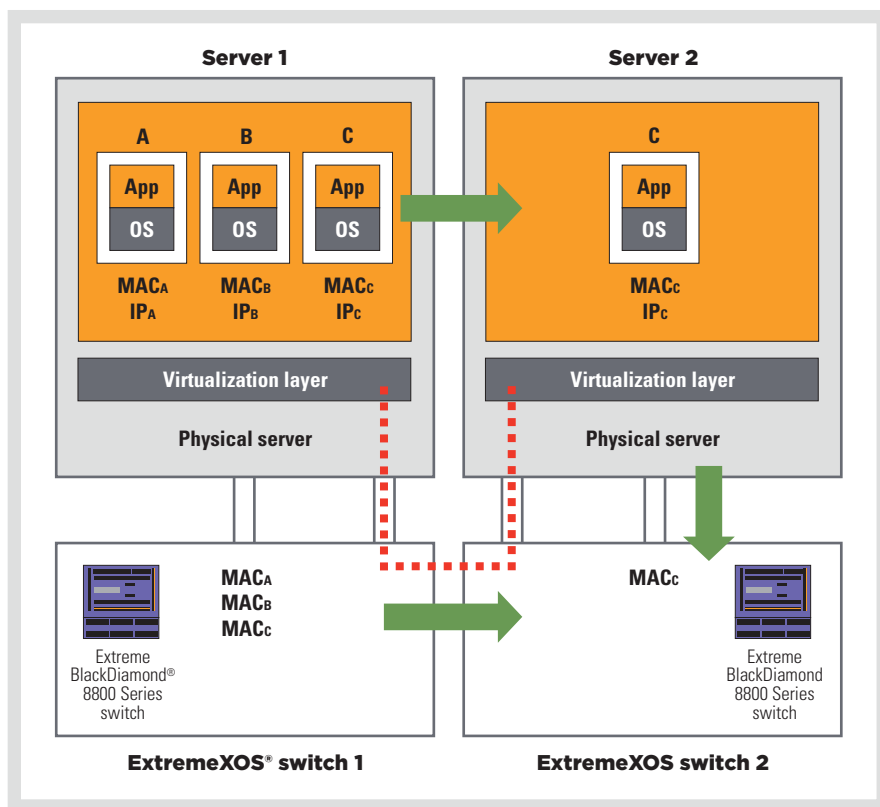 Server 1
Server 2
A
B
C
App
App
App
OS
OS
OS
MACA
MACB
MACC
IPA
IPB
IPC
C
App
OS
MACC
IPC
Virtualization layer
Virtualization layer
Physical server
Physical server
MACA
MACB
MACC
Extreme
BlackDiamond®
8800 Series
switch
MACC
Extreme
BlackDiamond
8800 Series
switch
ExtremeXOS® switch 1
ExtremeXOS switch 2